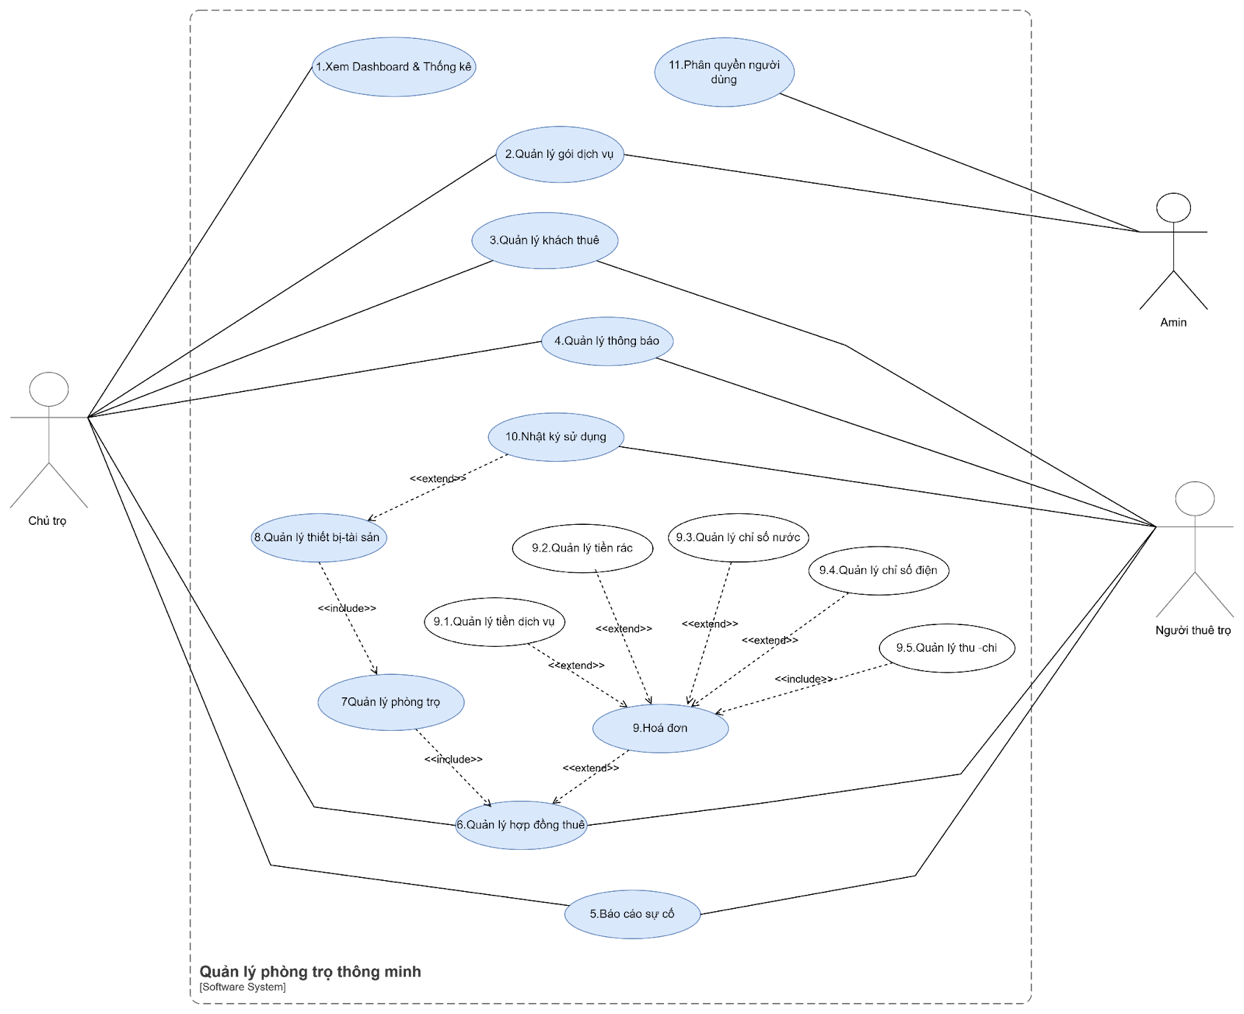 1.Xem Dashboard & Thống kê
11.Phân quyền người
dùng
2.Quản lý gói dịch vụ
3.Quản lý khách thuê
Amin
4.Quản lý thông báo
10.Nhật ký sử dụng
<<extend>>
Chủ trọ
8.Quản lý thiết bị-tài sản
9.2.Quản lý tiền rác
9.3.Quản lý chỉ số nước
9.4.Quản lý chỉ số điện
<<include>>
9.1.Quản lý tiền dịch vụ
<<extend>>
<<extend>>
<<extend>>
Người thuê trọ
9.5.Quản lý thu -chi
<<extend>>
<<include>>
7Quản lý phòng trọ
9.Hoá đơn
<<include>>
<<extend>>
6.Quản lý hợp đồng thuê
5.Báo cáo sự cố
Quản lý phòng trọ thông minh
[Software System]